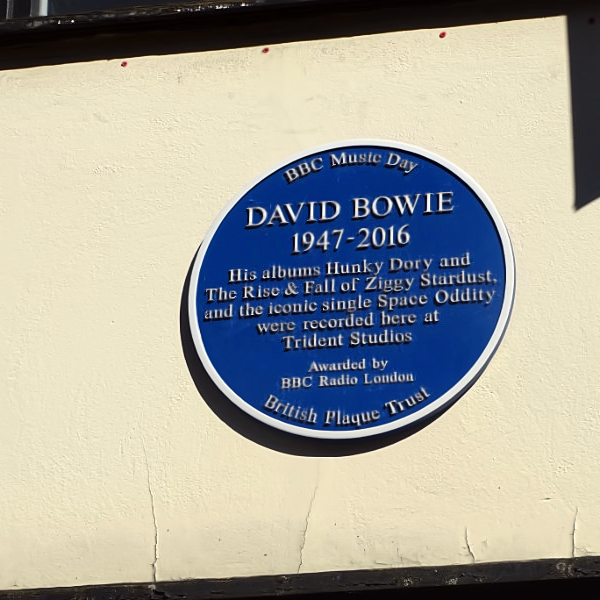 BBC Music Day
DAVID BOWIE
1947-2016
His albums Hunky Dory and
The Rise & Fall of Ziggy Stardust,
and the iconic single Space Oddity
were recorded here at
Trident Studios
Awarded by
BBC Radio London
British Plaque Trust